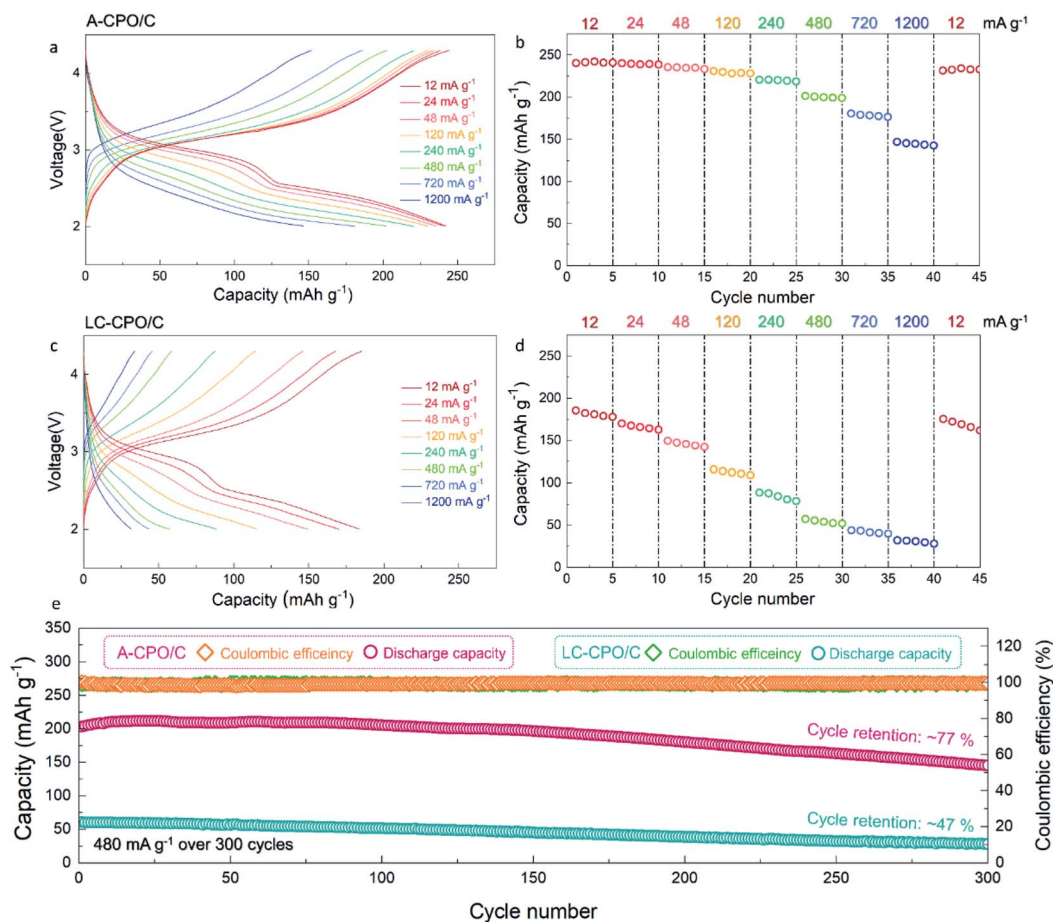 A-CPO/C
a
4
3
2
Voltage(V)
0 50 100 150 200 250
Capacity (mAh g-1)
12 mA g-1
24 mA g-1
48 mA g-1
120 mA g-1
240 mA g-1
480 mA g-1
720 mA g-1
1200 mA g-1
b
12 24 48 120 240 480 720 1200 12 mA g-1
250
200
150
100
50
0
Capacity (mAh g-1)
0 5 10 15 20 25 30 35 40 45
Cycle number
LC-CPO/C
c
4
3
2
Voltage(V)
0 50 100 150 200 250
Capacity (mAh g-1)
12 mA g-1
24 mA g-1
48 mA g-1
120 mA g-1
240 mA g-1
480 mA g-1
720 mA g-1
1200 mA g-1
d
12 24 48 120 240 480 720 1200 12 mA g-1
250
200
150
100
50
0
Capacity (mAh g-1)
0 5 10 15 20 25 30 35 40 45
Cycle number
e
350
300
250
200
150
100
50
0
Capacity (mAh g-1)
A-CPO/C Coulombic efficeincy Discharge capacity
LC-CPO/C Coulombic efficeincy Discharge capacity
Cycle retention: ~77 %
Cycle retention: ~47 %
480 mA g-1 over 300 cycles
120
100
80
60
40
20
0
Coulombic efficiency (%)
0 50 100 150 200 250 300
Cycle number